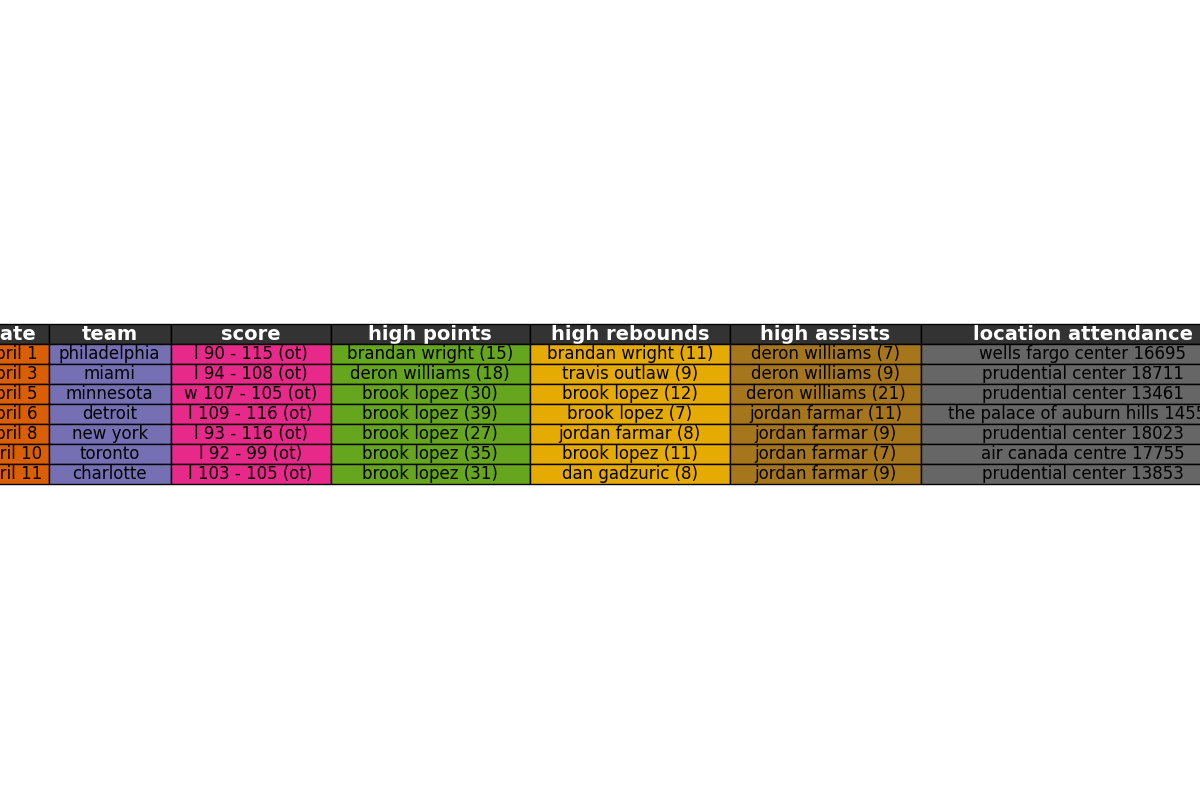 ate team score high points high rebounds high assists location attendance
pril 1 philadelphia l 90 - 115 (ot) brandan wright (15) brandan wright (11) deron williams (7) wells fargo center 16695
pril 3 miami l 94 - 108 (ot) deron williams (18) travis outlaw (9) deron williams (9) prudential center 18711
pril 5 minnesota w 107 - 105 (ot) brook lopez (30) brook lopez (12) deron williams (21) prudential center 13461
pril 6 detroit l 109 - 116 (ot) brook lopez (39) brook lopez (7) jordan farmar (11) the palace of auburn hills 1455
pril 8 new york l 93 - 116 (ot) brook lopez (27) jordan farmar (8) jordan farmar (9) prudential center 18023
ril 10 toronto l 92 - 99 (ot) brook lopez (35) brook lopez (11) jordan farmar (7) air canada centre 17755
ril 11 charlotte l 103 - 105 (ot) brook lopez (31) dan gadzuric (8) jordan farmar (9) prudential center 13853